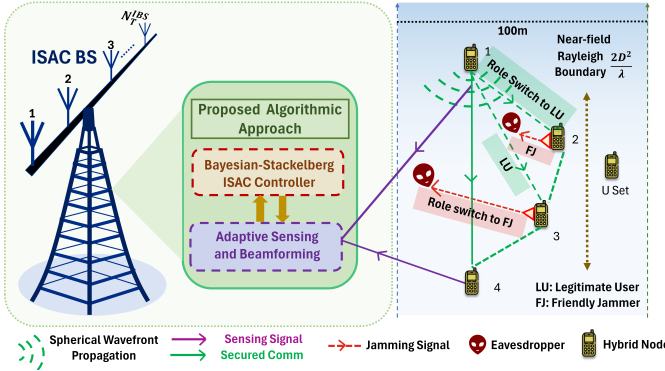 ISAC BS
1
2
3
N_T^{IBS}
Proposed Algorithmic
Approach
Bayesian-Stackelberg
ISAC Controller
Adaptive Sensing
and Beamforming
100m
Near-field
Rayleigh
Boundary 2D²/λ
1
Role Switch to LU
2
FJ
LU
U Set
Role switch to FJ
3
4
LU: Legitimate User
FJ: Friendly Jammer
Spherical Wavefront
Propagation
Sensing Signal
Secured Comm
Jamming Signal
Eavesdropper
Hybrid Node